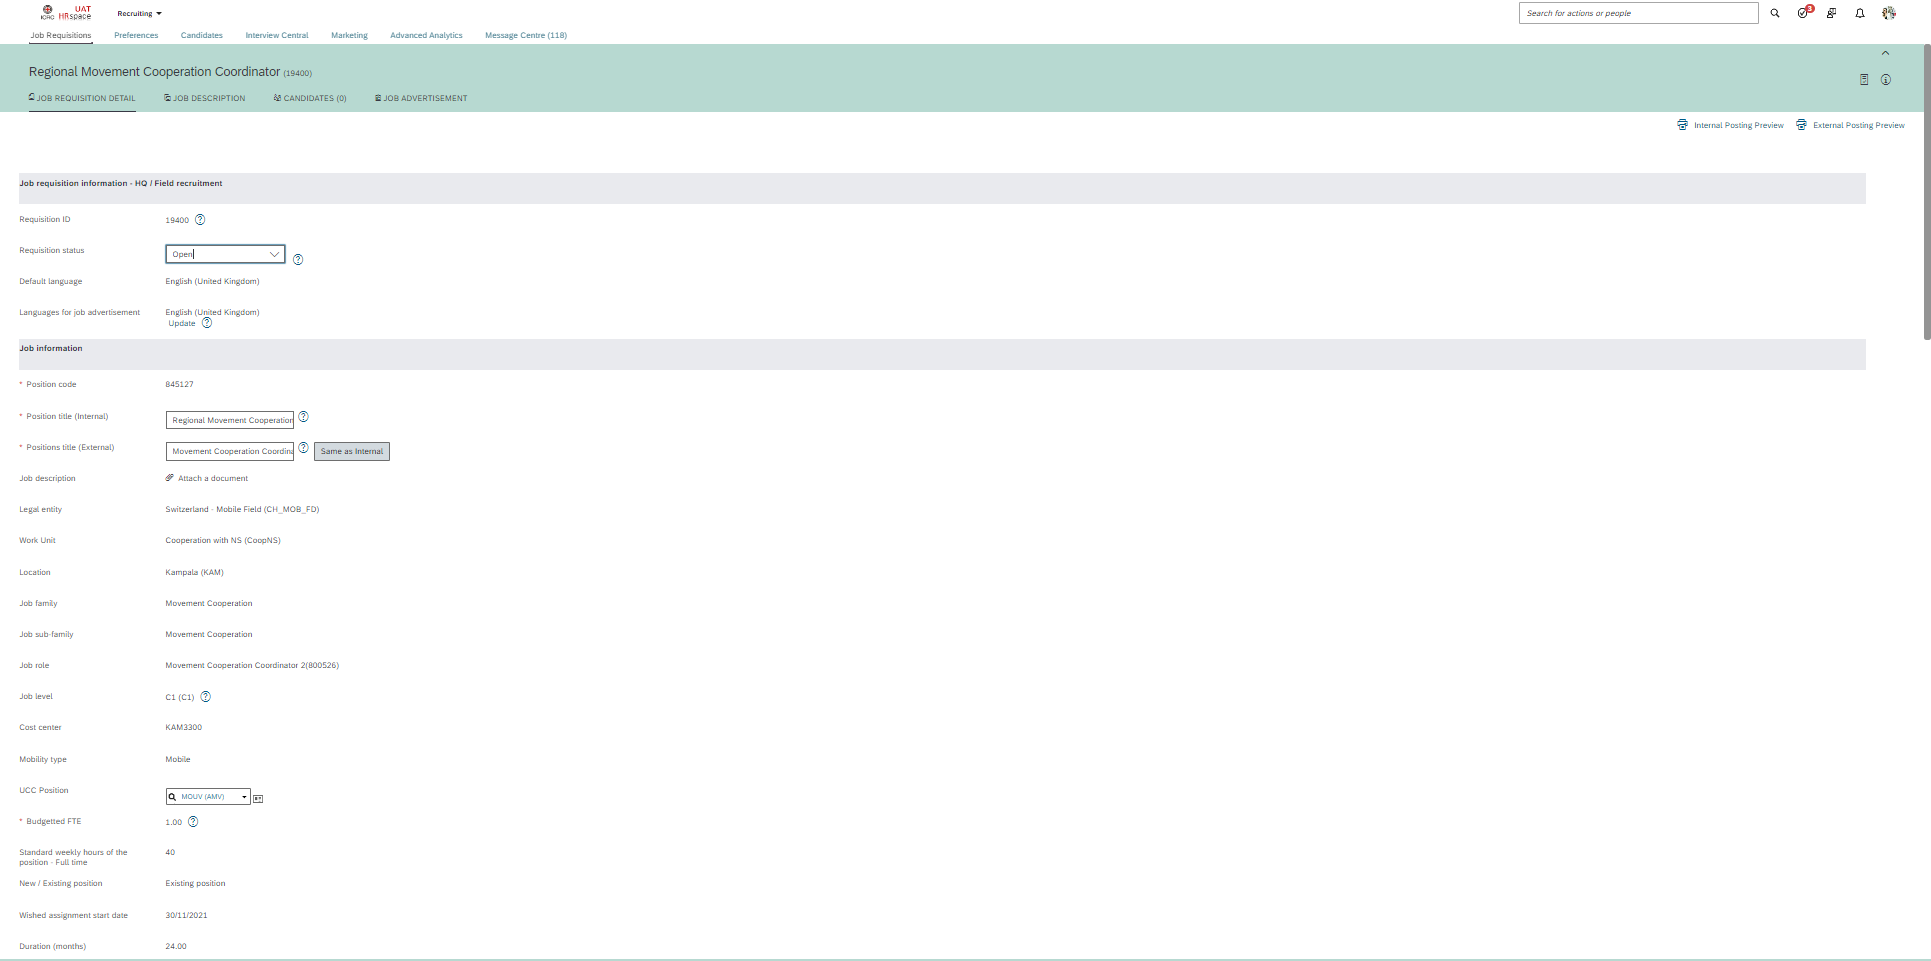 ICRC
UAT
HRspace
Recruiting
Search for actions or people
3
Job Requisitions
Preferences
Candidates
Interview Central
Marketing
Advanced Analytics
Message Centre (118)
Regional Movement Cooperation Coordinator (19400)
JOB REQUISITION DETAIL
JOB DESCRIPTION
CANDIDATES (0)
JOB ADVERTISEMENT
Internal Posting Preview
External Posting Preview
Job requisition information - HQ / Field recruitment
Requisition ID
19400
Requisition status
Open
Default language
English (United Kingdom)
Languages for job advertisement
English (United Kingdom)
Update
Job information
* Position code
845127
* Position title (Internal)
Regional Movement Cooperation
* Positions title (External)
Movement Cooperation Coordina
Same as Internal
Job description
Attach a document
Legal entity
Switzerland - Mobile Field (CH_MOB_FD)
Work Unit
Cooperation with NS (CoopNS)
Location
Kampala (KAM)
Job family
Movement Cooperation
Job sub-family
Movement Cooperation
Job role
Movement Cooperation Coordinator 2(800526)
Job level
C1 (C1)
Cost center
KAM3300
Mobility type
Mobile
UCC Position
MOUV (AMV)
* Budgetted FTE
1.00
Standard weekly hours of the
position - Full time
40
New / Existing position
Existing position
Wished assignment start date
30/11/2021
Duration (months)
24.00